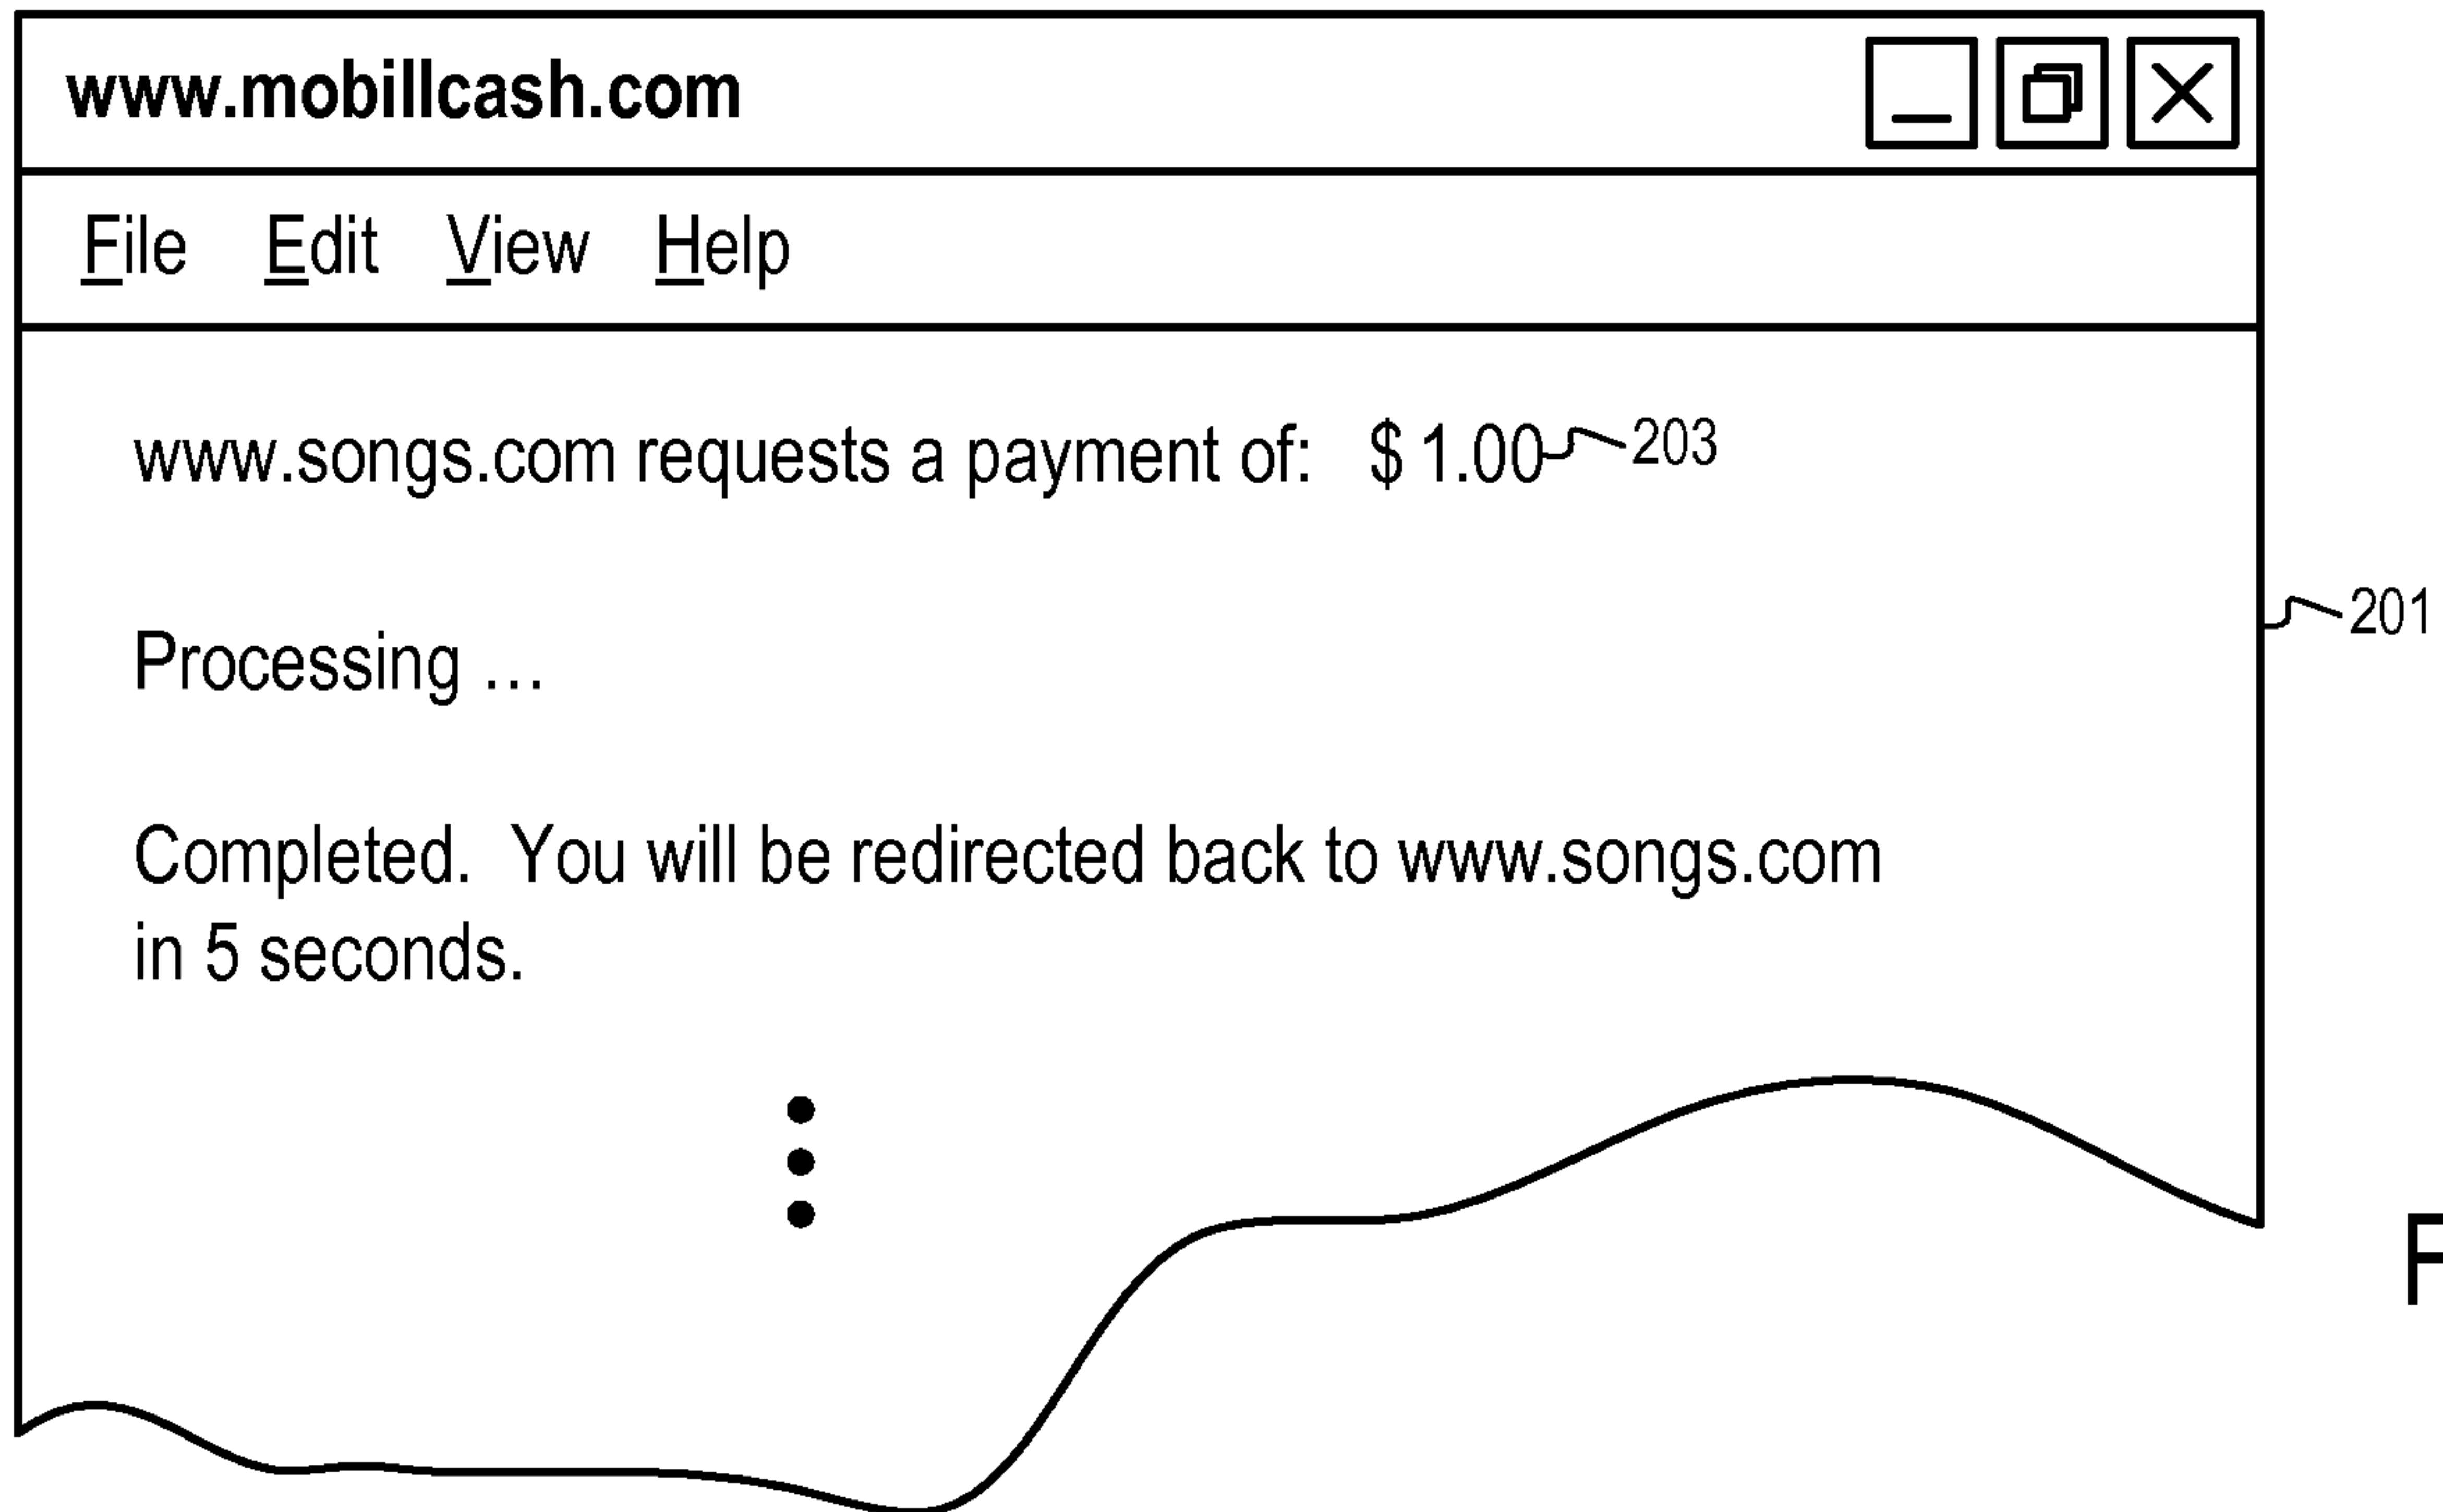 www.mobillcash.com
File Edit View Help
www.songs.com requests a payment of: $ 1.00 203
201
Processing ...
Completed. You will be redirected back to www.songs.com
in 5 seconds.